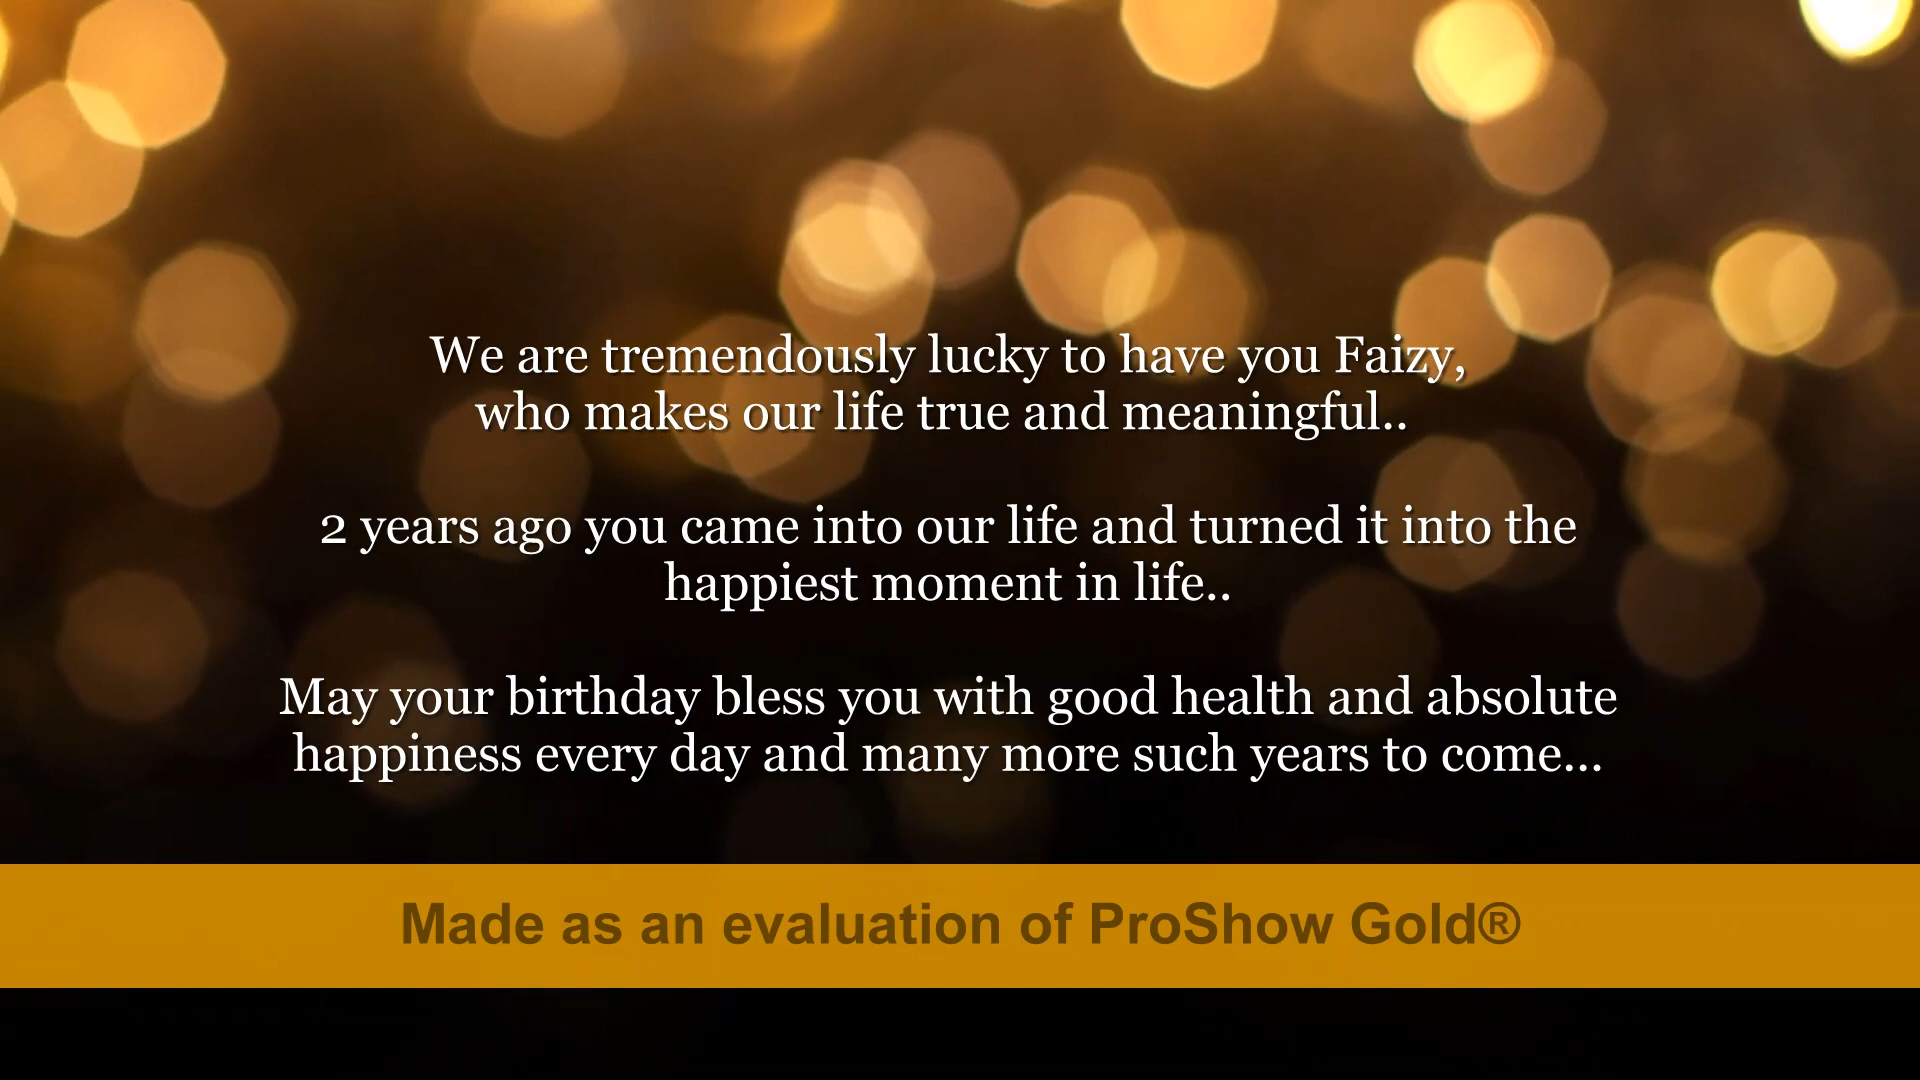 We are tremendously lucky to have you Faizy,
who makes our life true and meaningful..
2 years ago you came into our life and turned it into the
happiest moment in life..
May your birthday bless you with good health and absolute
happiness every day and many more such years to come...
Made as an evaluation of ProShow Gold®